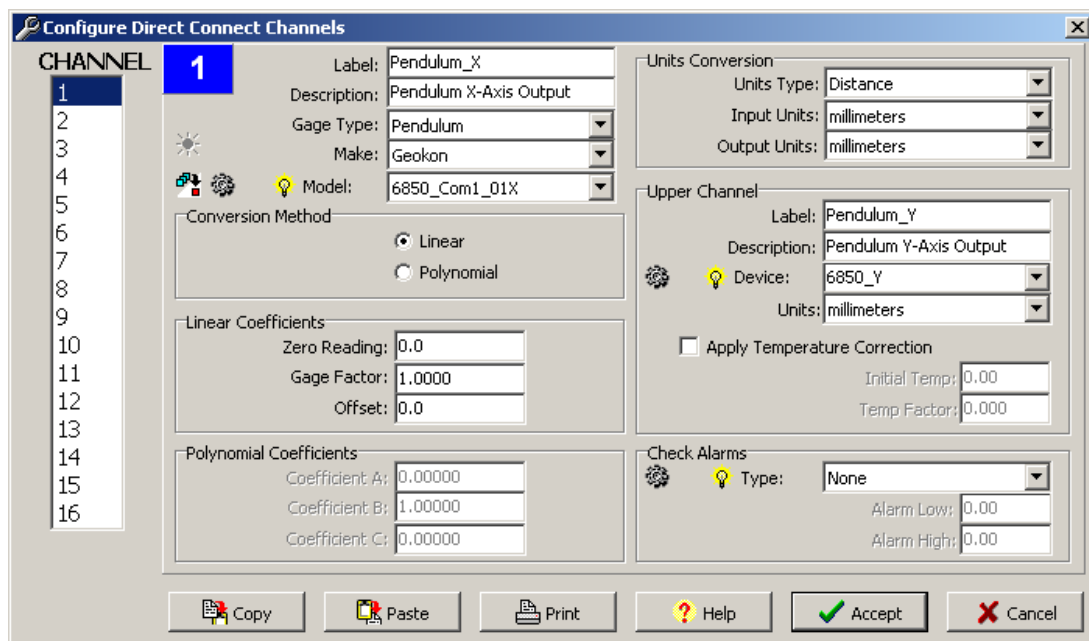 Configure Direct Connect Channels
CHANNEL
1
2
3
4
5
6
7
8
9
10
11
12
13
14
15
16
1
Label: Pendulum_X
Description: Pendulum X-Axis Output
Gage Type: Pendulum
Make: Geokon
Model: 6850_Com1_01X
Conversion Method
Linear
Polynomial
Linear Coefficients
Zero Reading: 0.0
Gage Factor: 1.0000
Offset: 0.0
Polynomial Coefficients
Coefficient A: 0.00000
Coefficient B: 1.00000
Coefficient C: 0.00000
Units Conversion
Units Type: Distance
Input Units: millimeters
Output Units: millimeters
Upper Channel
Label: Pendulum_Y
Description: Pendulum Y-Axis Output
Device: 6850_Y
Units: millimeters
Apply Temperature Correction
Initial Temp: 0.00
Temp Factor: 0.000
Check Alarms
Type: None
Alarm Low: 0.00
Alarm High: 0.00
Copy
Paste
Print
? Help
Accept
Cancel